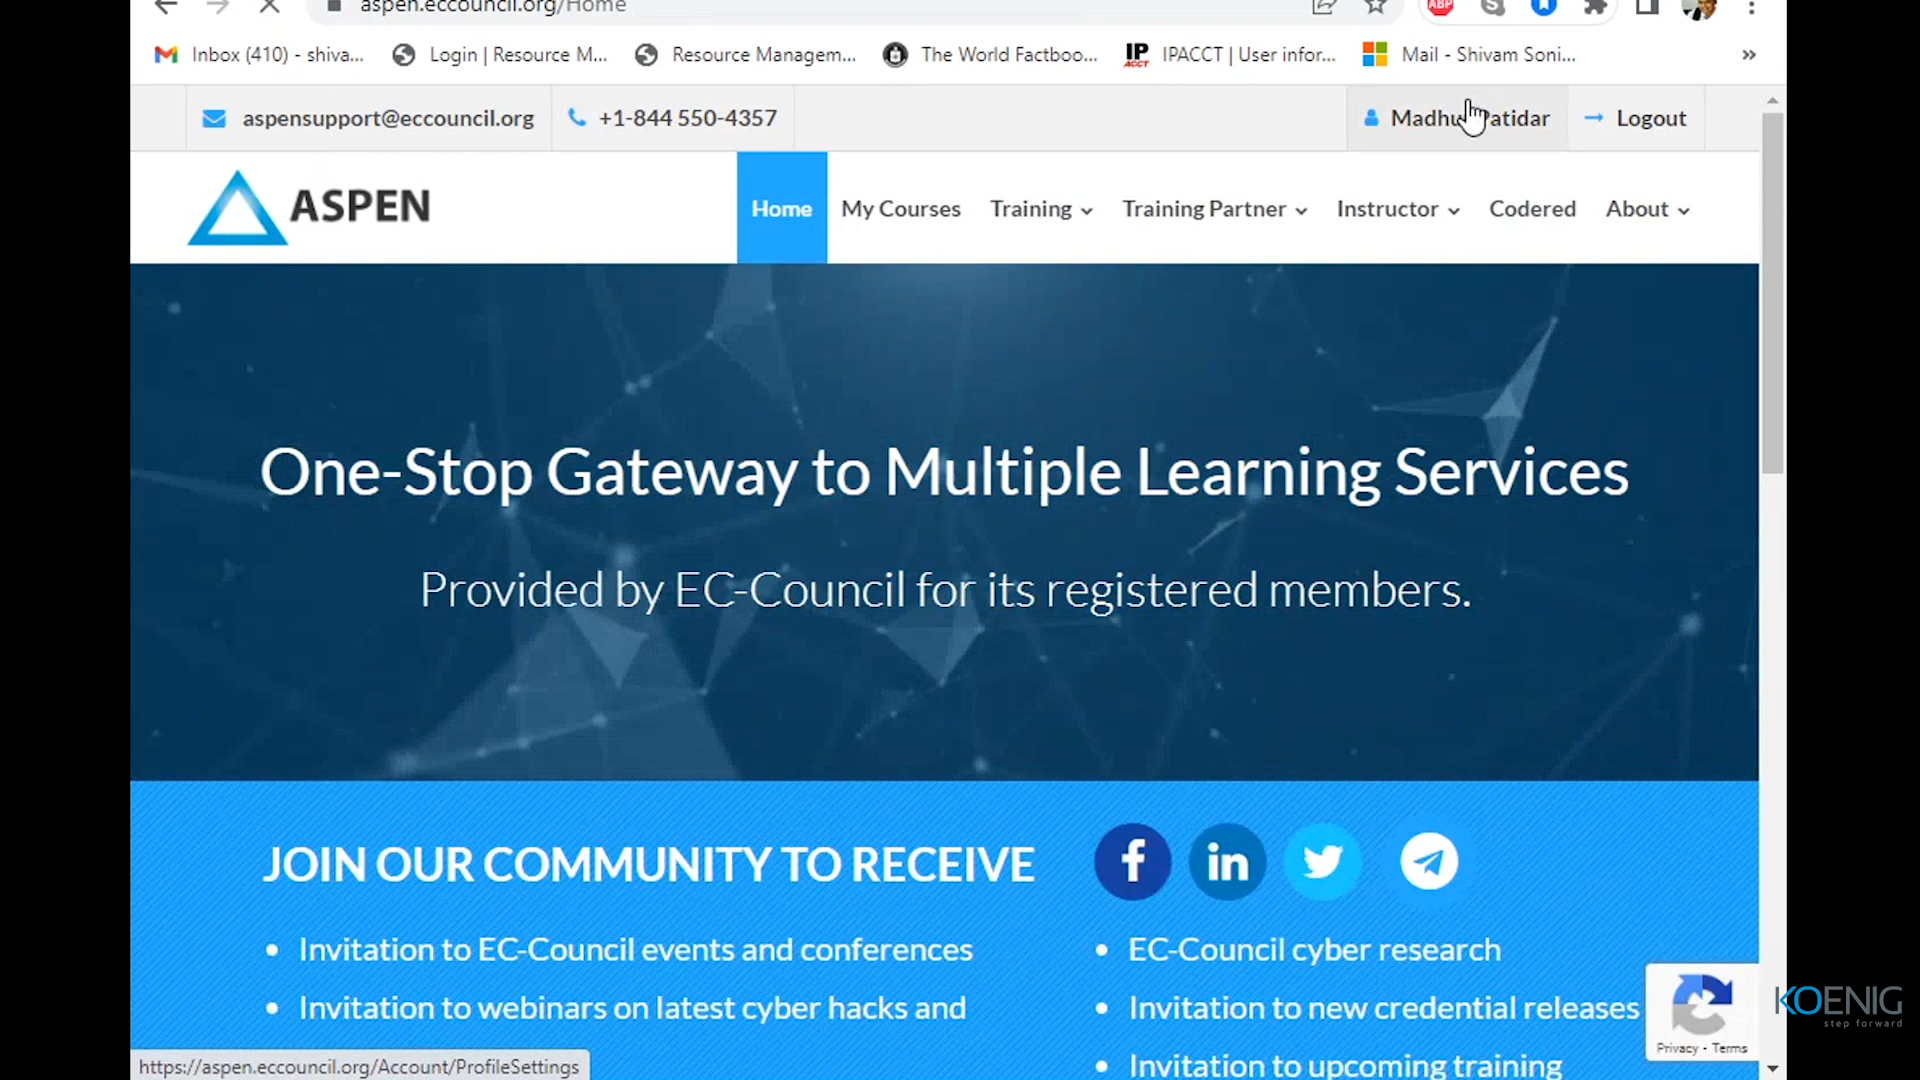 aspen.eccouncil.org/Home
ABP
Inbox (410) - shiva...
Login | Resource M...
Resource Managem...
The World Factboo...
IP
ACCT
IPACCT | User infor...
Mail - Shivam Soni...
»
aspensupport@eccouncil.org
+1-844 550-4357
Patidar
Logout
ASPEN
Home
My Courses
Training
Training Partner
Instructor
Codered
About
One-Stop Gateway to Multiple Learning Services
Provided by EC-Council for its registered members.
JOIN OUR COMMUNITY TO RECEIVE
• Invitation to EC-Council events and conferences
• Invitation to webinars on latest cyber hacks and
• EC-Council cyber research
• Invitation to new credential releases
• Invitation to upcoming training
Privacy - Terms
KOENIG
step forward
https://aspen.eccouncil.org/Account/ProfileSettings